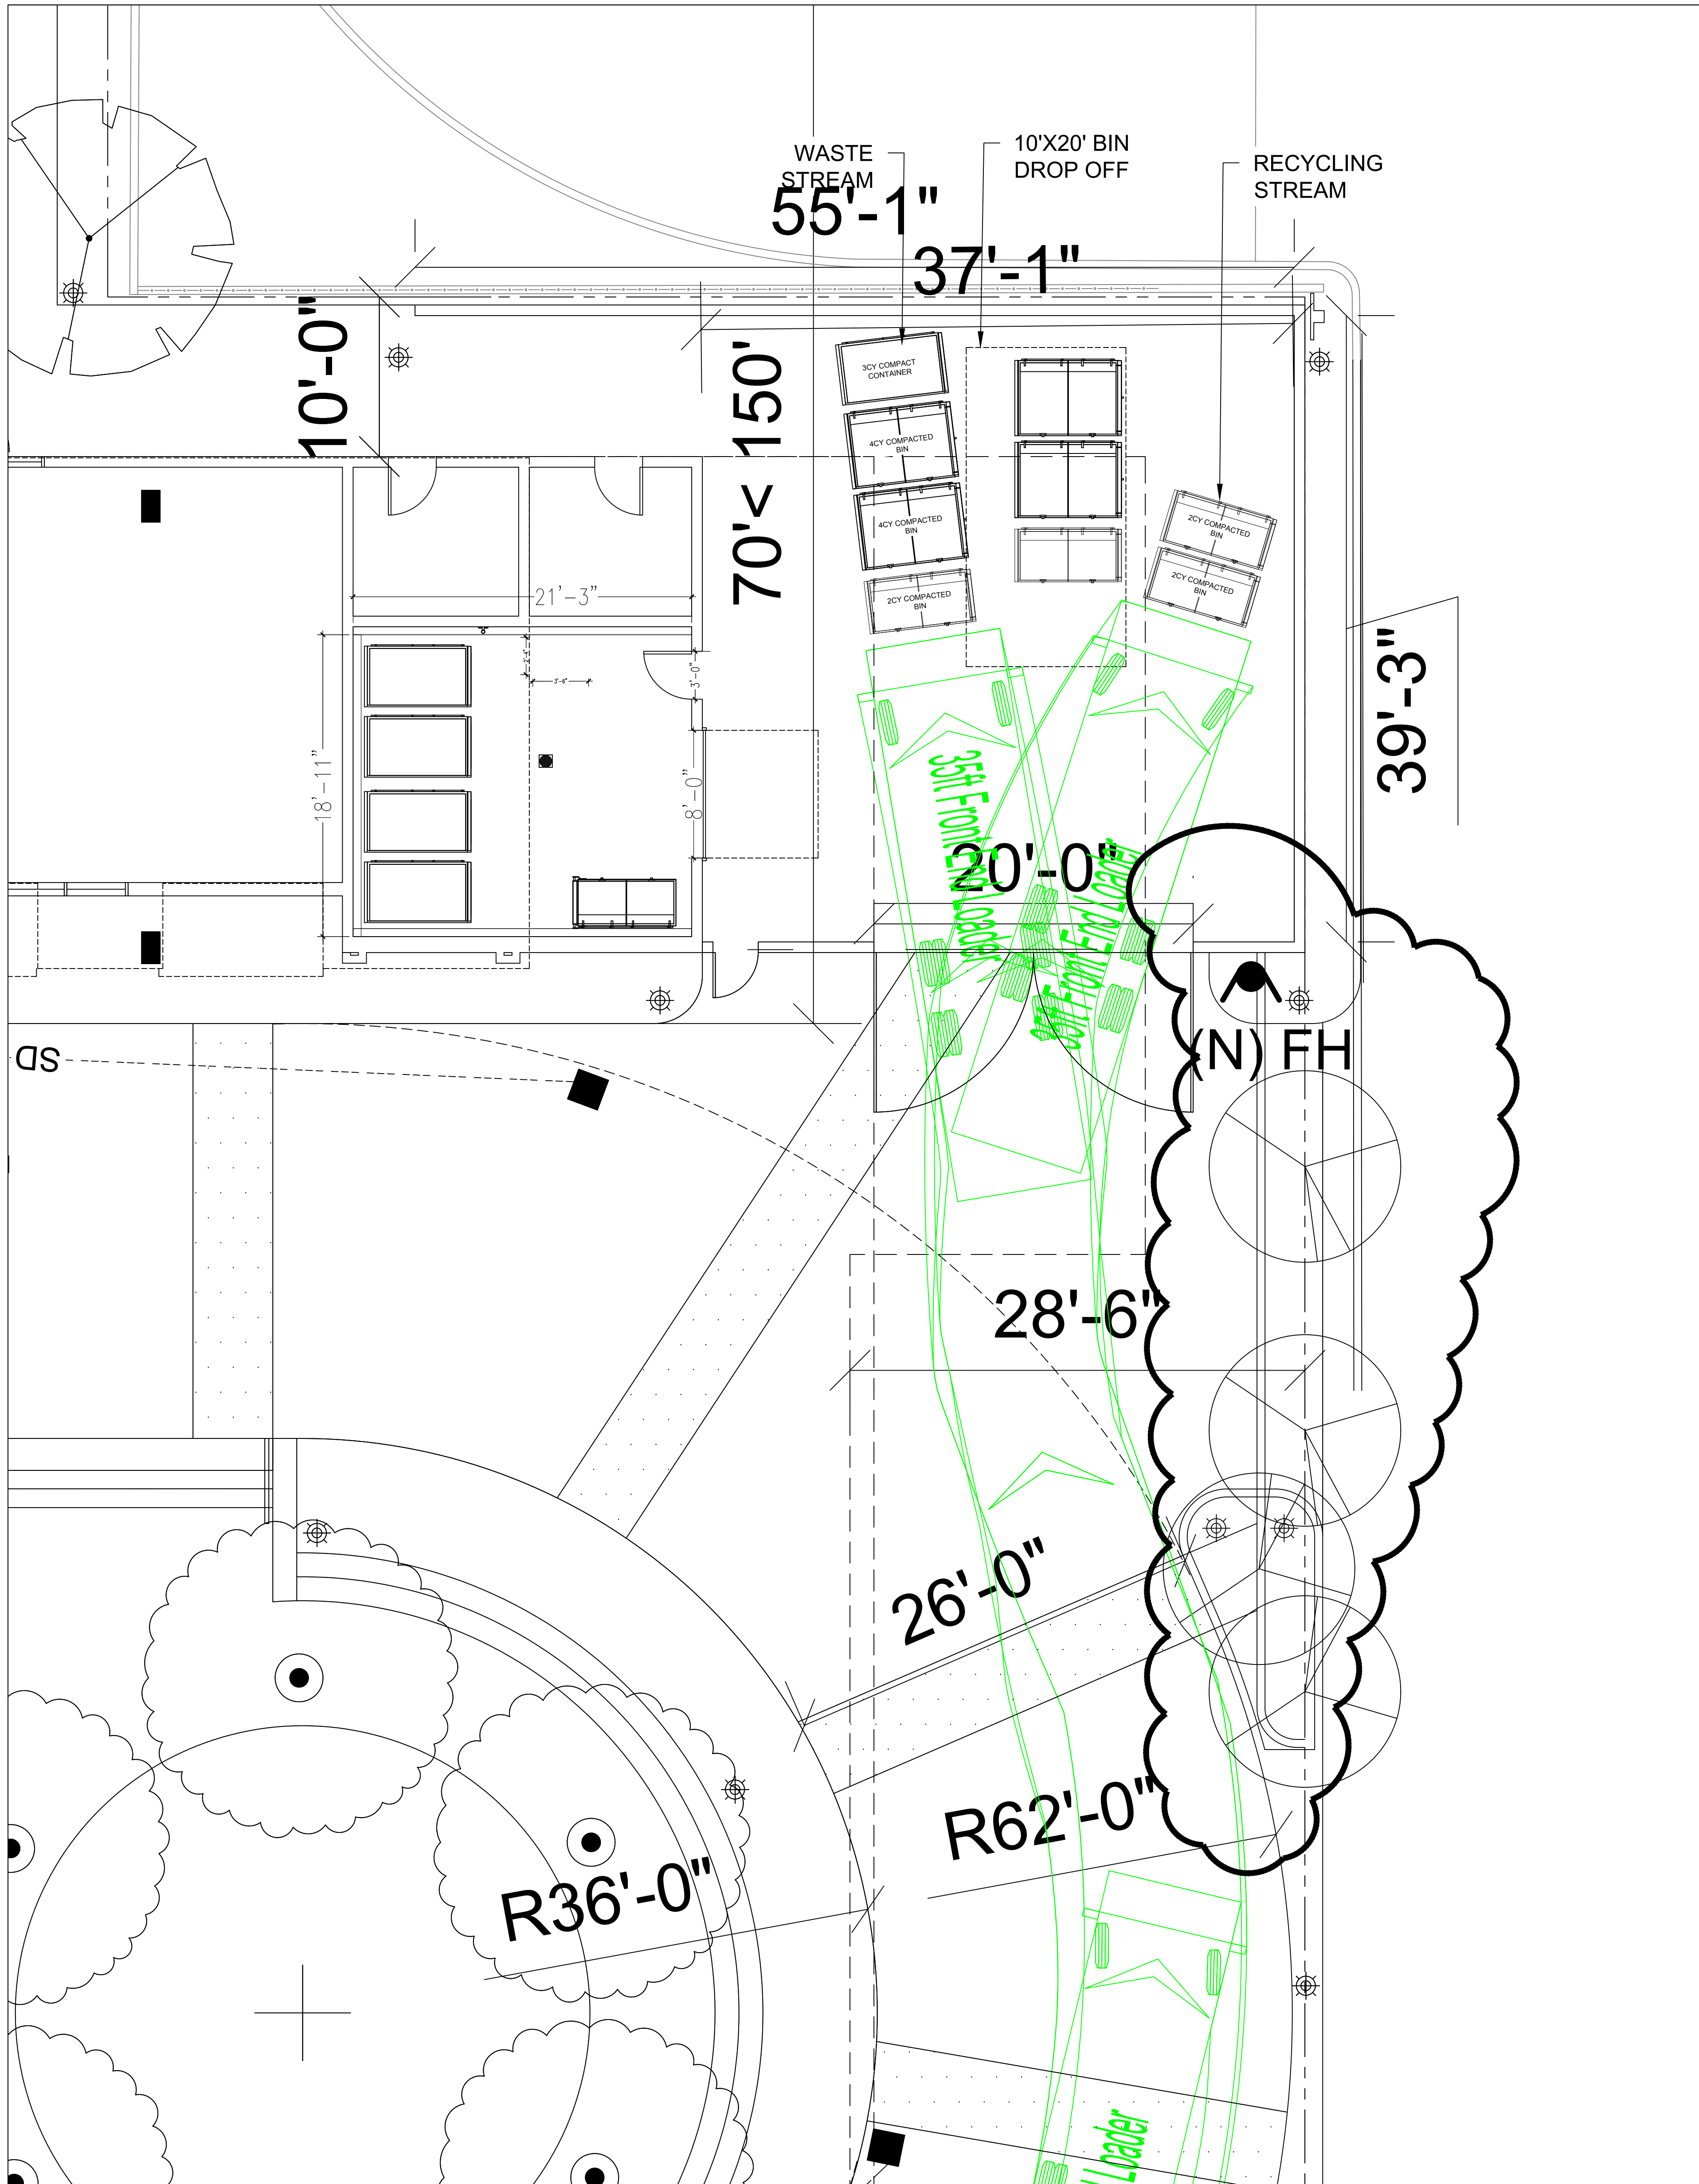 WASTE
STREAM
10'X20' BIN
DROP OFF
RECYCLING
STREAM
55'-1"
37'-1"
10'-0"
70'< 150'
3CY COMPACT
CONTAINER
4CY COMPACTED
BIN
4CY COMPACTED
BIN
2CY COMPACTED
BIN
2CY COMPACTED
BIN
2CY COMPACTED
BIN
21'-3"
3'-6"
3'-0"
18'-11"
8'-0"
39'-3"
35ft Front End Loader
20'-0"
35ft Front End Loader
(N) FH
SD
28'-6"
26'-0"
R62'-0"
R36'-0"
Loader